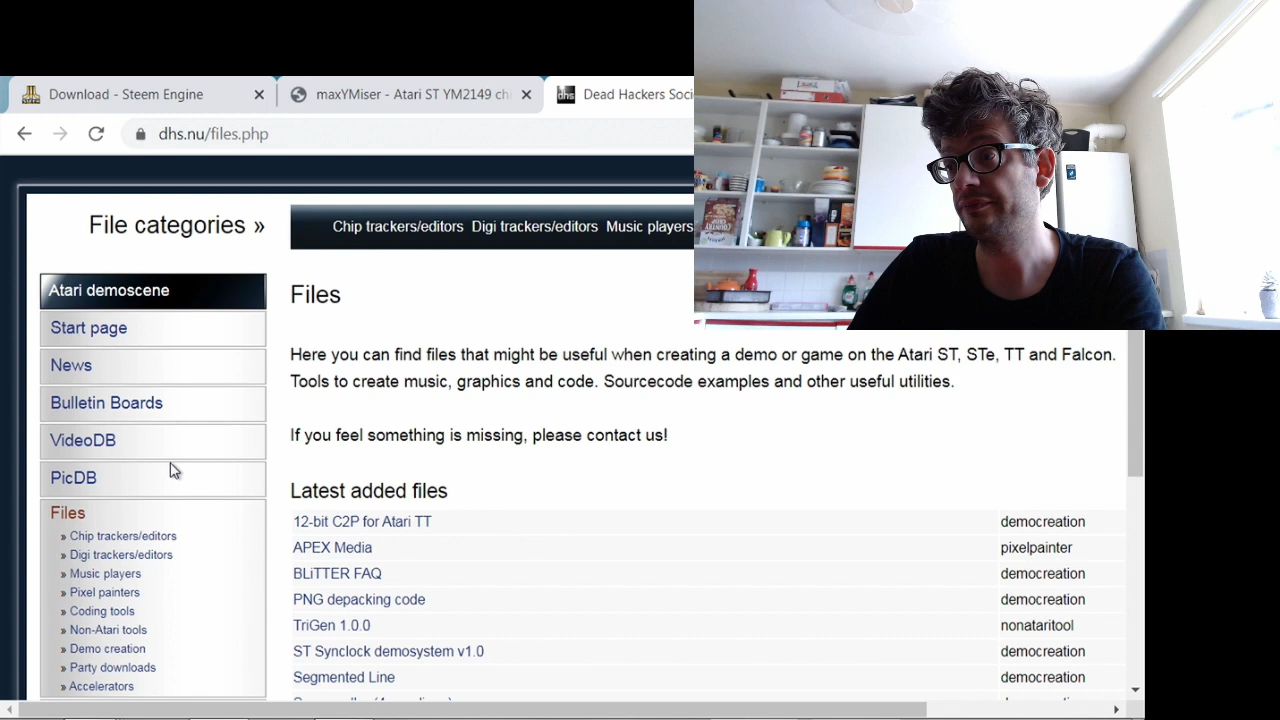 Download - Steem Engine
maxYMiser - Atari ST YM2149 ch
Dead Hackers Soci
dhs.nu/files.php
File categories »
Chip trackers/editors Digi trackers/editors Music players
Atari demoscene
Start page
News
Bulletin Boards
VideoDB
PicDB
Files
» Chip trackers/editors
» Digi trackers/editors
» Music players
» Pixel painters
» Coding tools
» Non-Atari tools
» Demo creation
» Party downloads
» Accelerators
Files
Here you can find files that might be useful when creating a demo or game on the Atari ST, STe, TT and Falcon.
Tools to create music, graphics and code. Sourcecode examples and other useful utilities.
If you feel something is missing, please contact us!
Latest added files
12-bit C2P for Atari TT democreation
APEX Media pixelpainter
BLiTTER FAQ democreation
PNG depacking code democreation
TriGen 1.0.0 nonataritool
ST Synclock demosystem v1.0 democreation
Segmented Line democreation